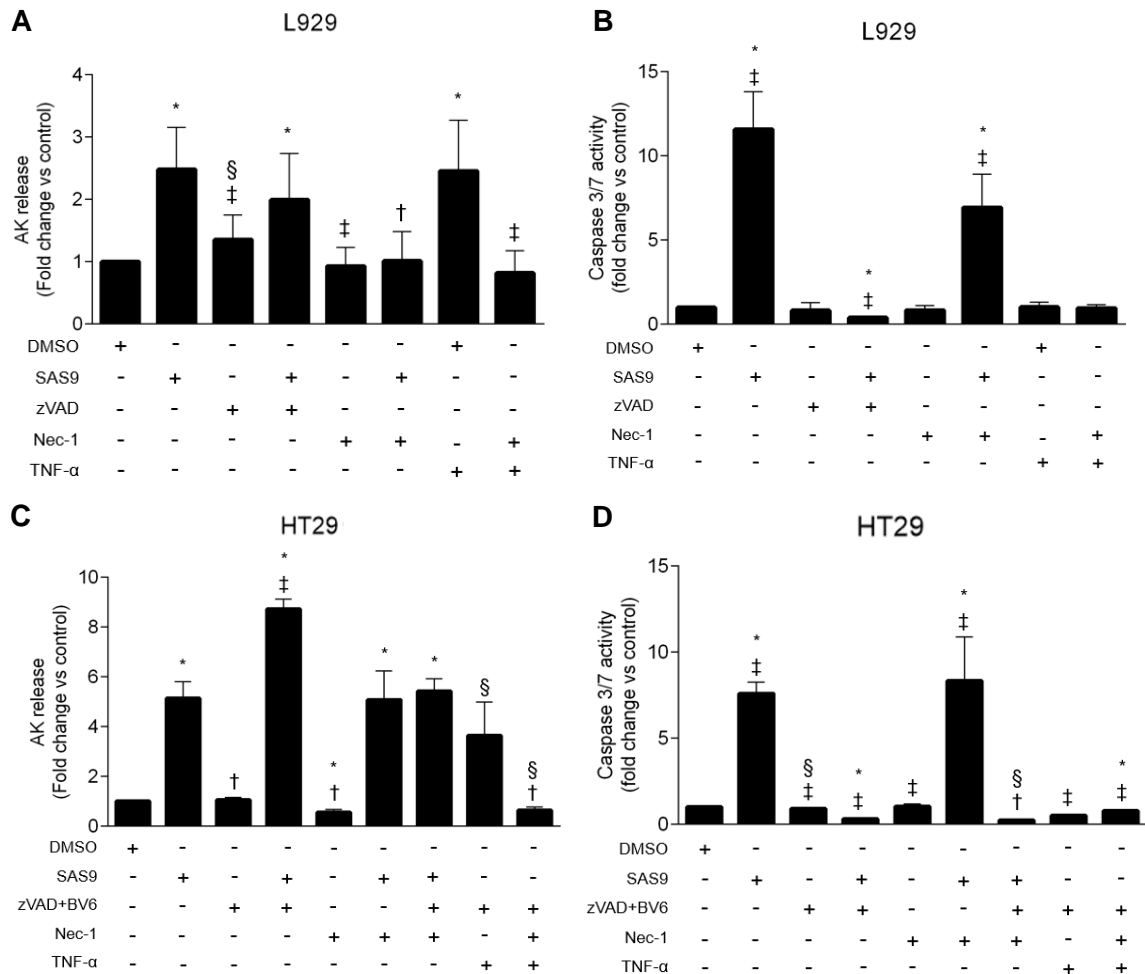 A
L929
AK release
(Fold change vs control)
4
3
2
1
0
* § ‡ * ‡ † * ‡
DMSO + - - - - - + -
SAS9 - + - + - + - -
zVAD - - + + - - - -
Nec-1 - - - - + + - +
TNF-α - - - - - - + +
B
L929
Caspase 3/7 activity
(fold change vs control)
15
10
5
0
* ‡ * ‡ * ‡
DMSO + - - - - - + -
SAS9 - + - + - + - -
zVAD - - + + - - - -
Nec-1 - - - - + + - +
TNF-α - - - - - - + +
C
HT29
AK release
(Fold change vs control)
10
8
6
4
2
0
* † * ‡ * † * * § § †
DMSO + - - - - - - - -
SAS9 - + - + - + + - -
zVAD+BV6 - - + + - - + + +
Nec-1 - - - - + + + - +
TNF-α - - - - - - - + +
D
HT29
Caspase 3/7 activity
(fold change vs control)
15
10
5
0
* ‡ § ‡ * ‡ ‡ * ‡ § † ‡ * ‡
DMSO + - - - - - - - -
SAS9 - + - + - + + - -
zVAD+BV6 - - + + - - + + +
Nec-1 - - - - + + + - +
TNF-α - - - - - - - + +